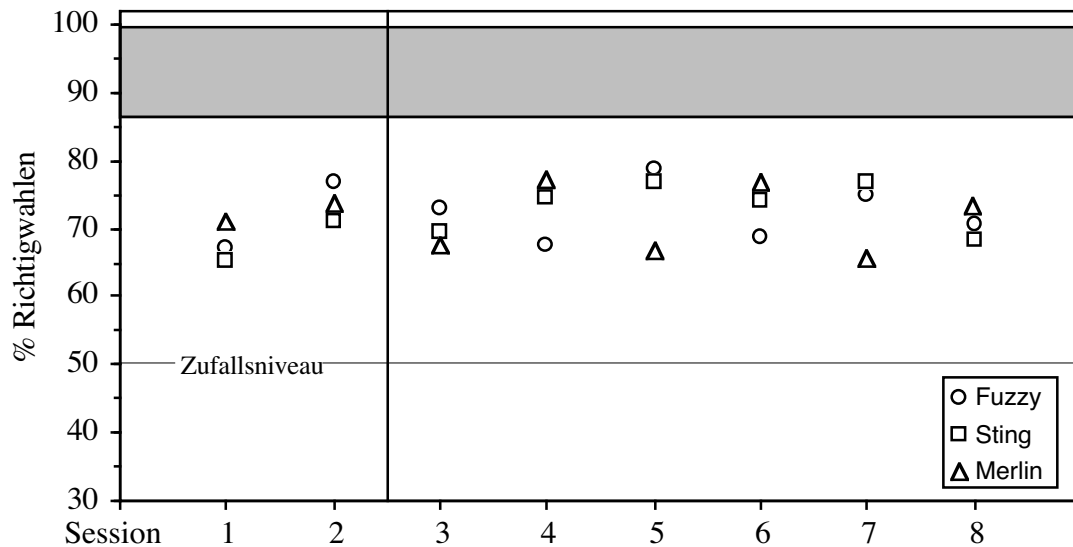 100
90
80
70
60
50
40
30
% Richtigwahlen
Zufallsniveau
Fuzzy
Sting
Merlin
Session 1 2 3 4 5 6 7 8